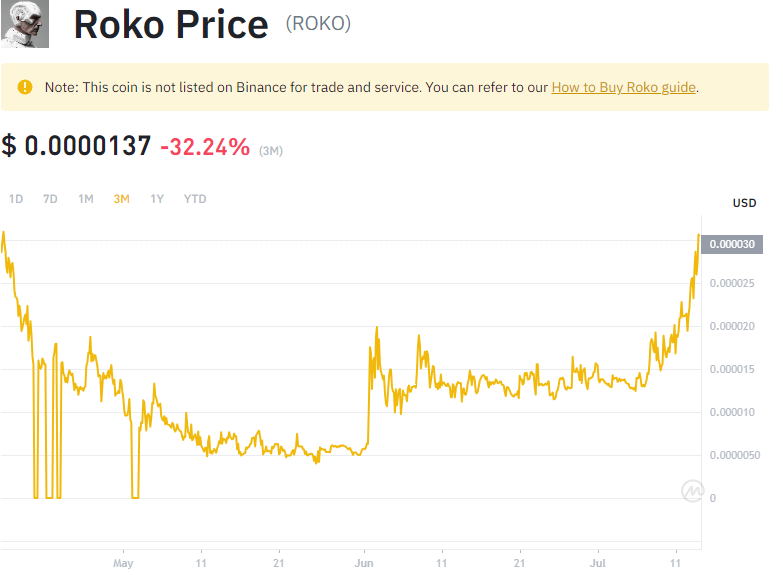 Roko Price (ROKO)
Note: This coin is not listed on Binance for trade and service. You can refer to our How to Buy Roko guide.
$ 0.0000137 -32.24% (3M)
1D 7D 1M 3M 1Y YTD
USD
0.000030
0.000025
0.000020
0.000015
0.000010
0.0000050
0
May 11 21 Jun 11 21 Jul 11